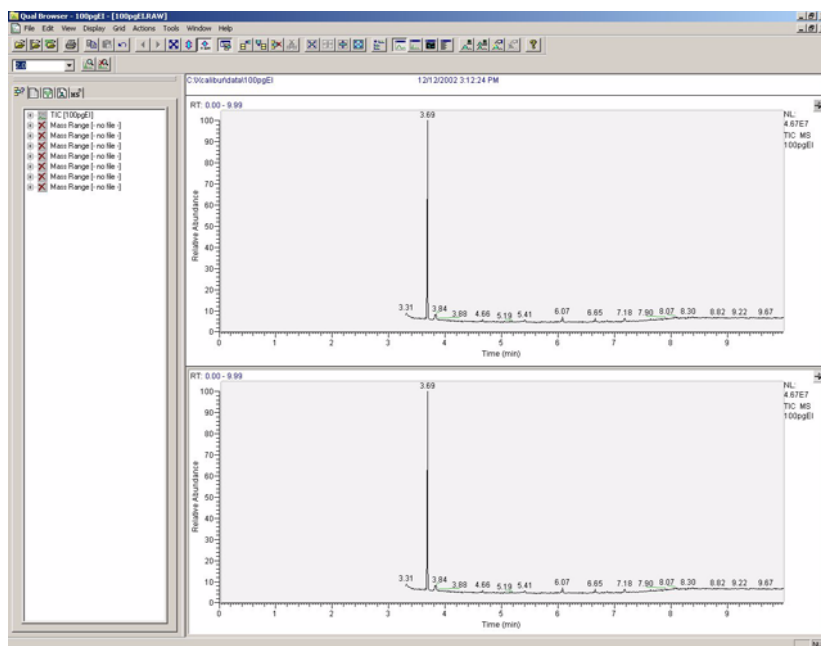 Qual Browser - 100pgEI - [100pgEI.RAW]
File Edit View Display Grid Actions Tools Window Help
2.0
C:\Xcalibur\data\100pgEI 12/12/2002 3:12:24 PM
MS²
TIC [100pgEI]
Mass Range [- no file -]
Mass Range [- no file -]
Mass Range [- no file -]
Mass Range [- no file -]
Mass Range [- no file -]
Mass Range [- no file -]
Mass Range [- no file -]
RT: 0.00 - 9.99
NL:
4.67E7
TIC MS
100pgEI
Relative Abundance
100
90
80
70
60
50
40
30
20
10
0
3.69
3.31 3.84 3.88 4.66 5.19 5.41 6.07 6.65 7.18 7.90 8.07 8.30 8.82 9.22 9.67
0 1 2 3 4 5 6 7 8 9
Time (min)
RT: 0.00 - 9.99
NL:
4.67E7
TIC MS
100pgEI
Relative Abundance
100
90
80
70
60
50
40
30
20
10
0
3.69
3.31 3.84 3.88 4.66 5.19 5.41 6.07 6.65 7.18 7.90 8.07 8.30 8.82 9.22 9.67
0 1 2 3 4 5 6 7 8 9
Time (min)